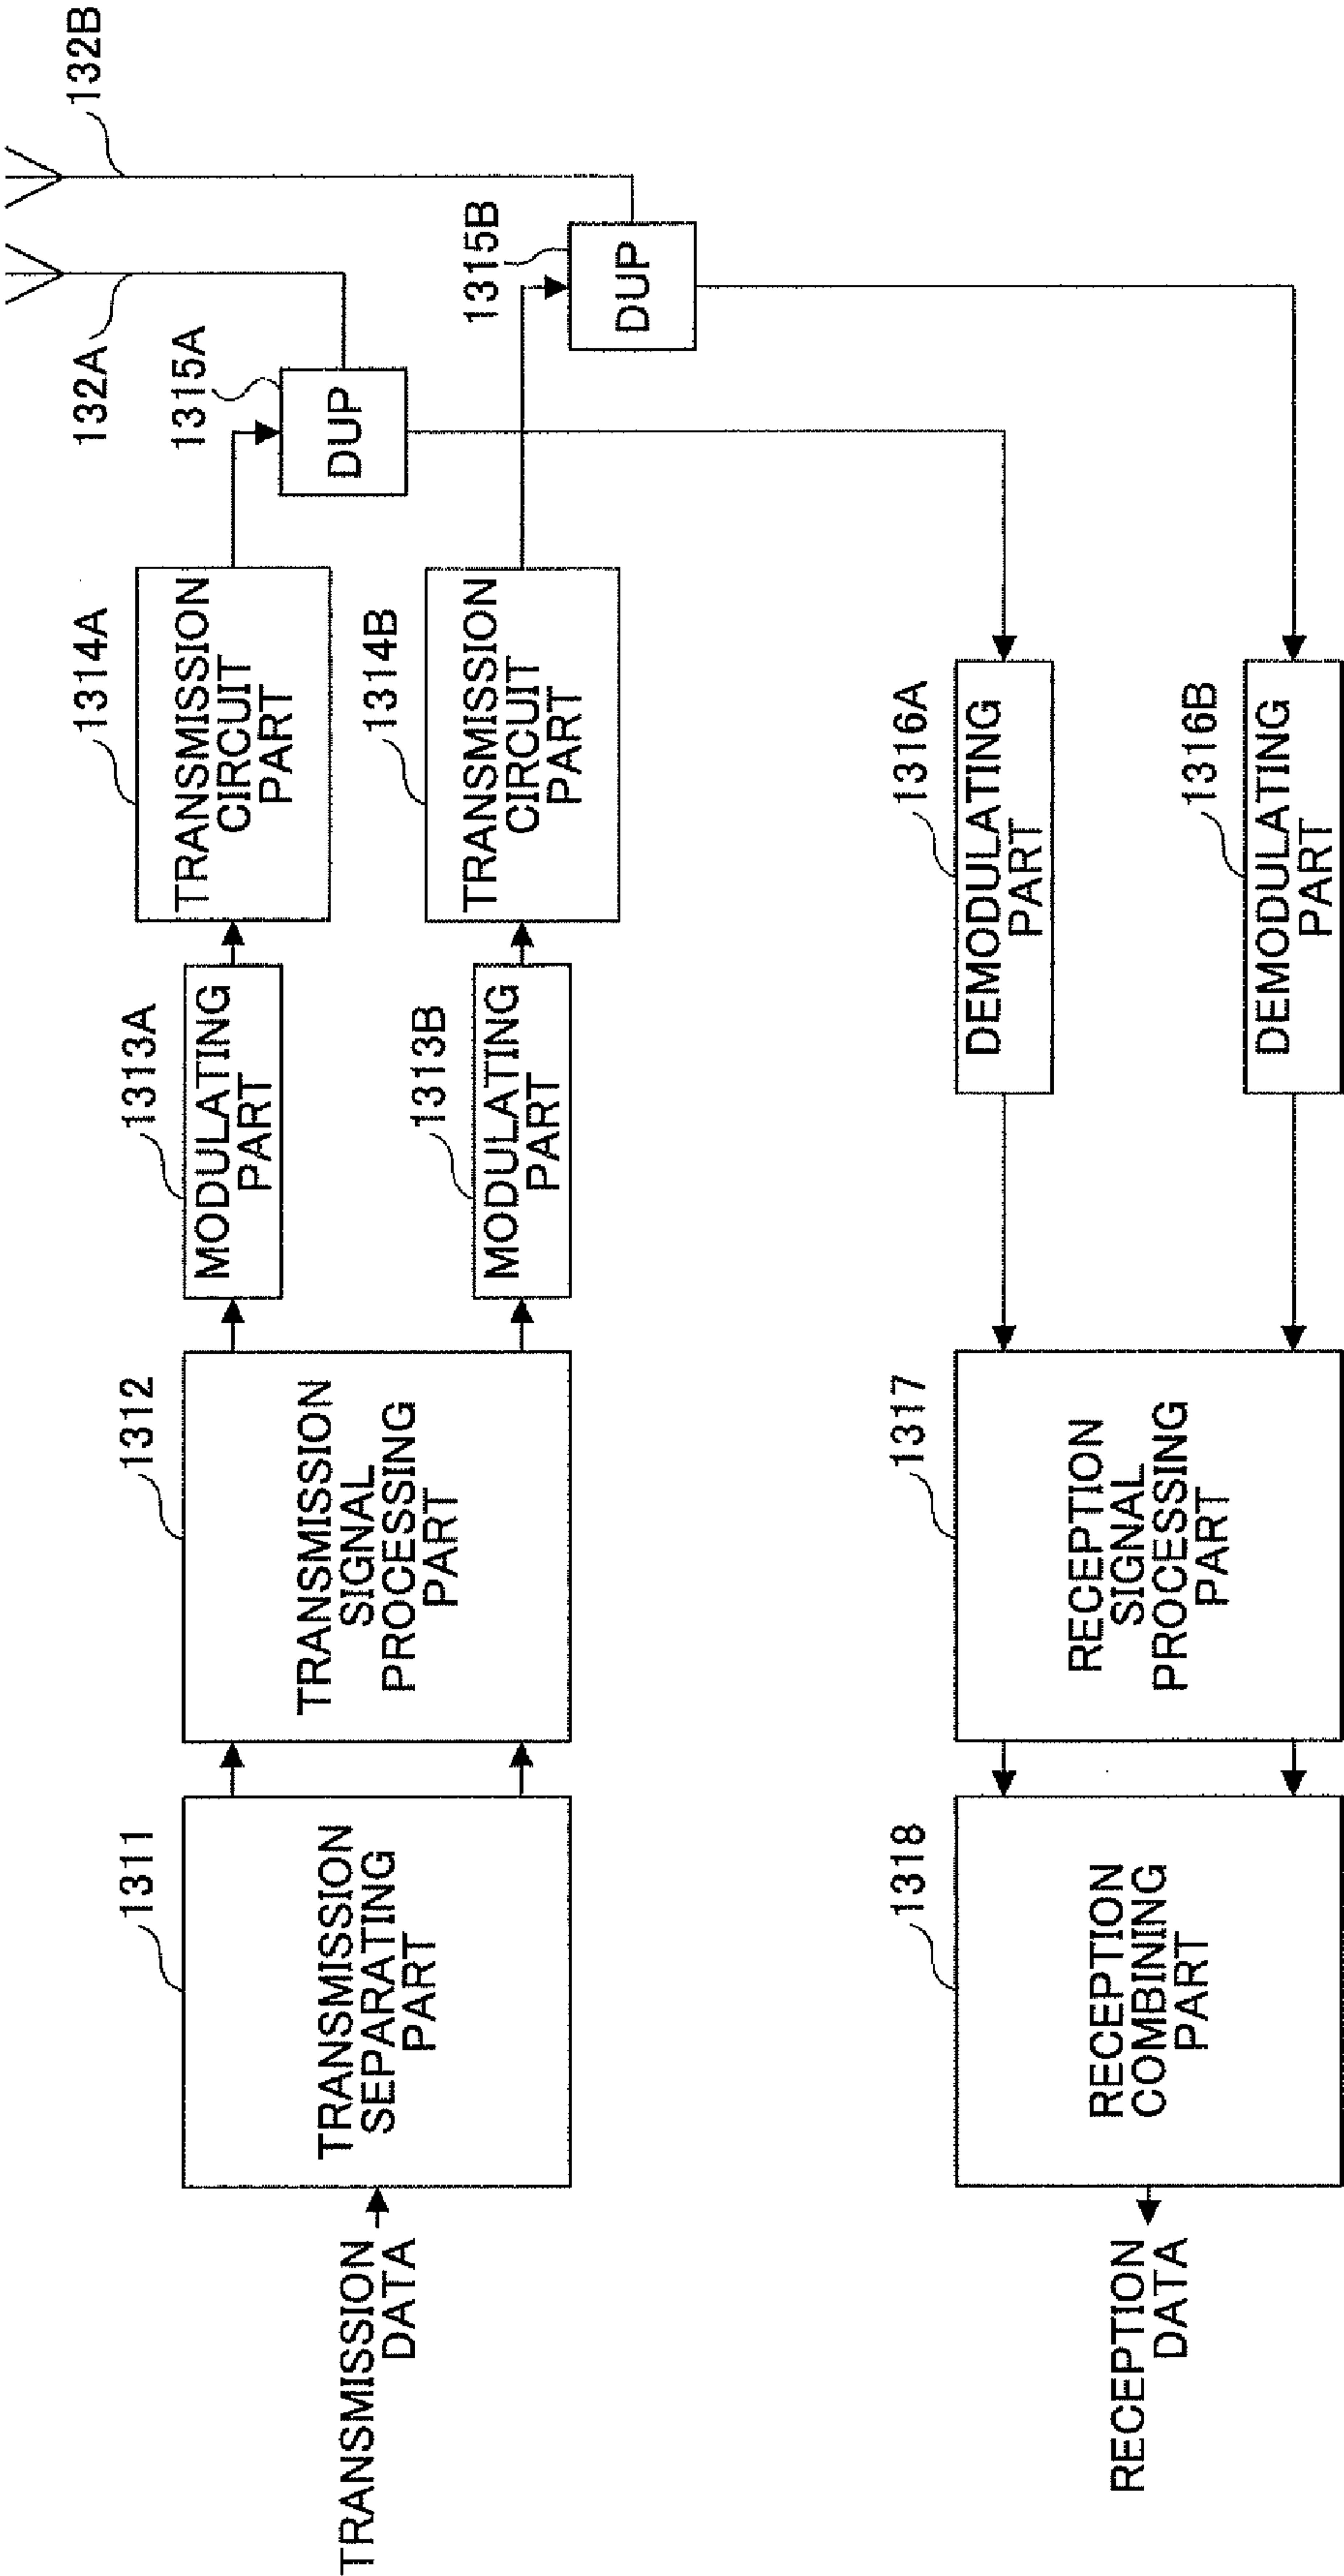 TRANSMISSION
DATA
1311
TRANSMISSION
SEPARATING
PART
1312
TRANSMISSION
SIGNAL
PROCESSING
PART
1313A
MODULATING
PART
1314A
TRANSMISSION
CIRCUIT
PART
1315A
DUP
132A
132B
1313B
MODULATING
PART
1314B
TRANSMISSION
CIRCUIT
PART
1315B
DUP
RECEPTION
DATA
1318
RECEPTION
COMBINING
PART
1317
RECEPTION
SIGNAL
PROCESSING
PART
1316A
DEMODULATING
PART
1316B
DEMODULATING
PART